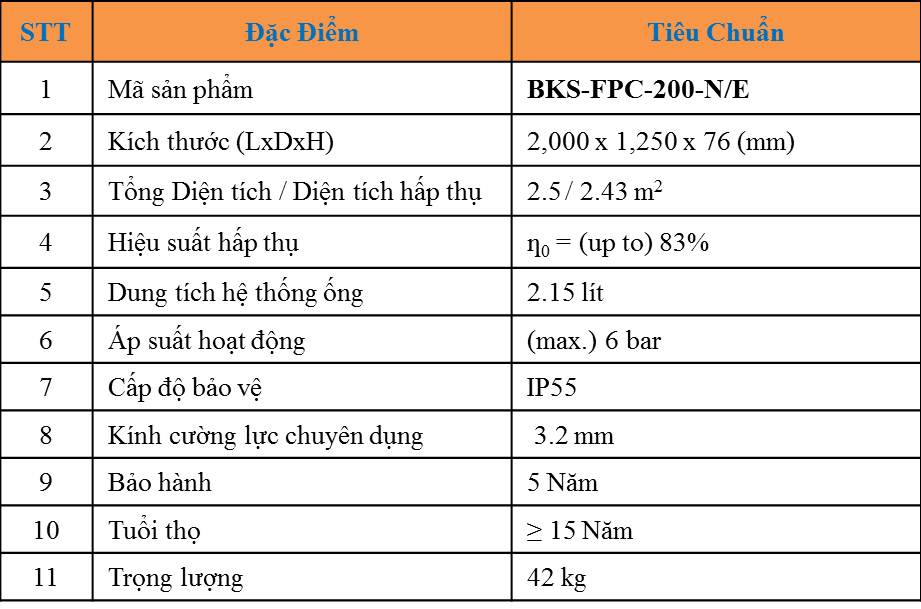 STT Đặc Điểm Tiêu Chuẩn
1 Mã sản phẩm BKS-FPC-200-N/E
2 Kích thước (LxDxH) 2,000 x 1,250 x 76 (mm)
3 Tổng Diện tích / Diện tích hấp thụ 2.5 / 2.43 m²
4 Hiệu suất hấp thụ η₀ = (up to) 83%
5 Dung tích hệ thống ống 2.15 lít
6 Áp suất hoạt động (max.) 6 bar
7 Cấp độ bảo vệ IP55
8 Kính cường lực chuyên dụng 3.2 mm
9 Bảo hành 5 Năm
10 Tuổi thọ ≥ 15 Năm
11 Trọng lượng 42 kg